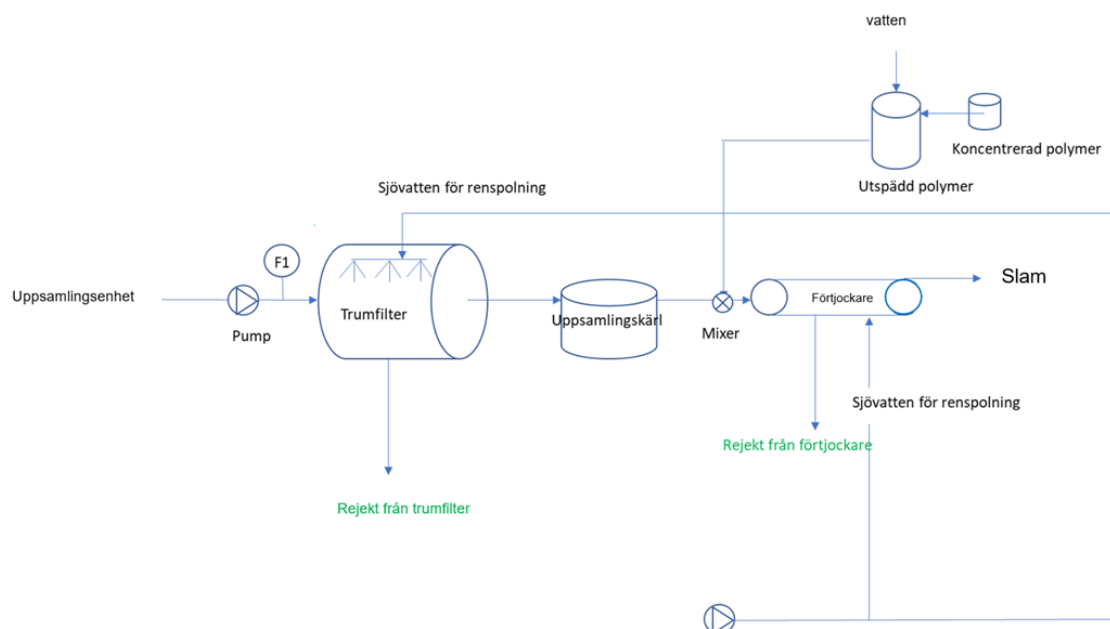 vatten
Koncentrerad polymer
Utspädd polymer
Sjövatten för renspolning
F1
Uppsamlingsenhet
Pump
Trumfilter
Uppsamlingskärl
Mixer
Förtjockare
Slam
Sjövatten för renspolning
Rejekt från förtjockare
Rejekt från trumfilter